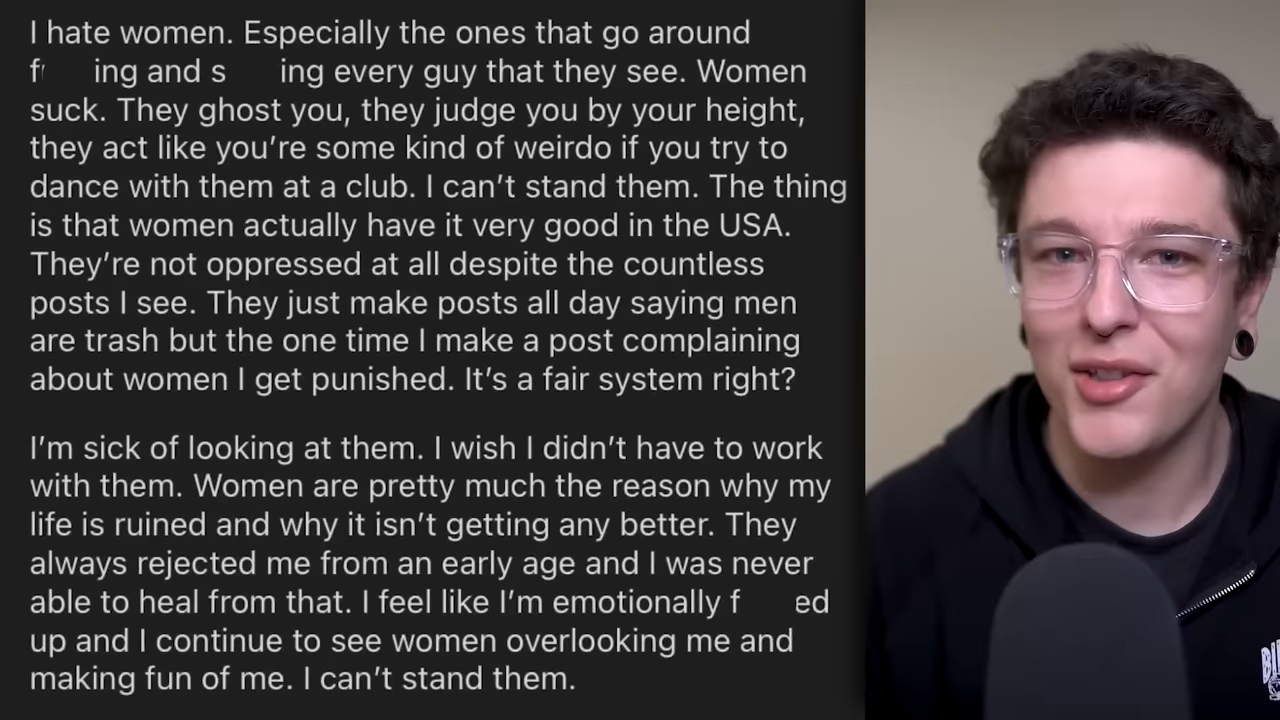 I hate women. Especially the ones that go around
f ing and s ing every guy that they see. Women
suck. They ghost you, they judge you by your height,
they act like you’re some kind of weirdo if you try to
dance with them at a club. I can’t stand them. The thing
is that women actually have it very good in the USA.
They’re not oppressed at all despite the countless
posts I see. They just make posts all day saying men
are trash but the one time I make a post complaining
about women I get punished. It’s a fair system right?
I’m sick of looking at them. I wish I didn’t have to work
with them. Women are pretty much the reason why my
life is ruined and why it isn’t getting any better. They
always rejected me from an early age and I was never
able to heal from that. I feel like I’m emotionally f ed
up and I continue to see women overlooking me and
making fun of me. I can’t stand them.